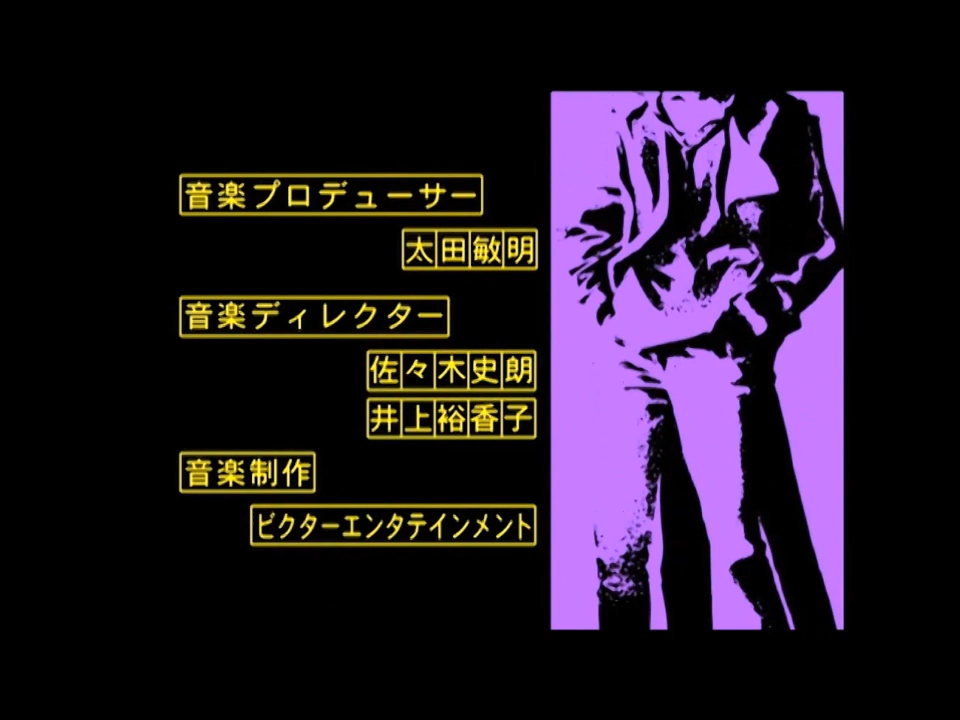 音楽プロデューサー
太田敏明
音楽ディレクター
佐々木史朗
井上裕香子
音楽制作
ビクターエンタテインメント